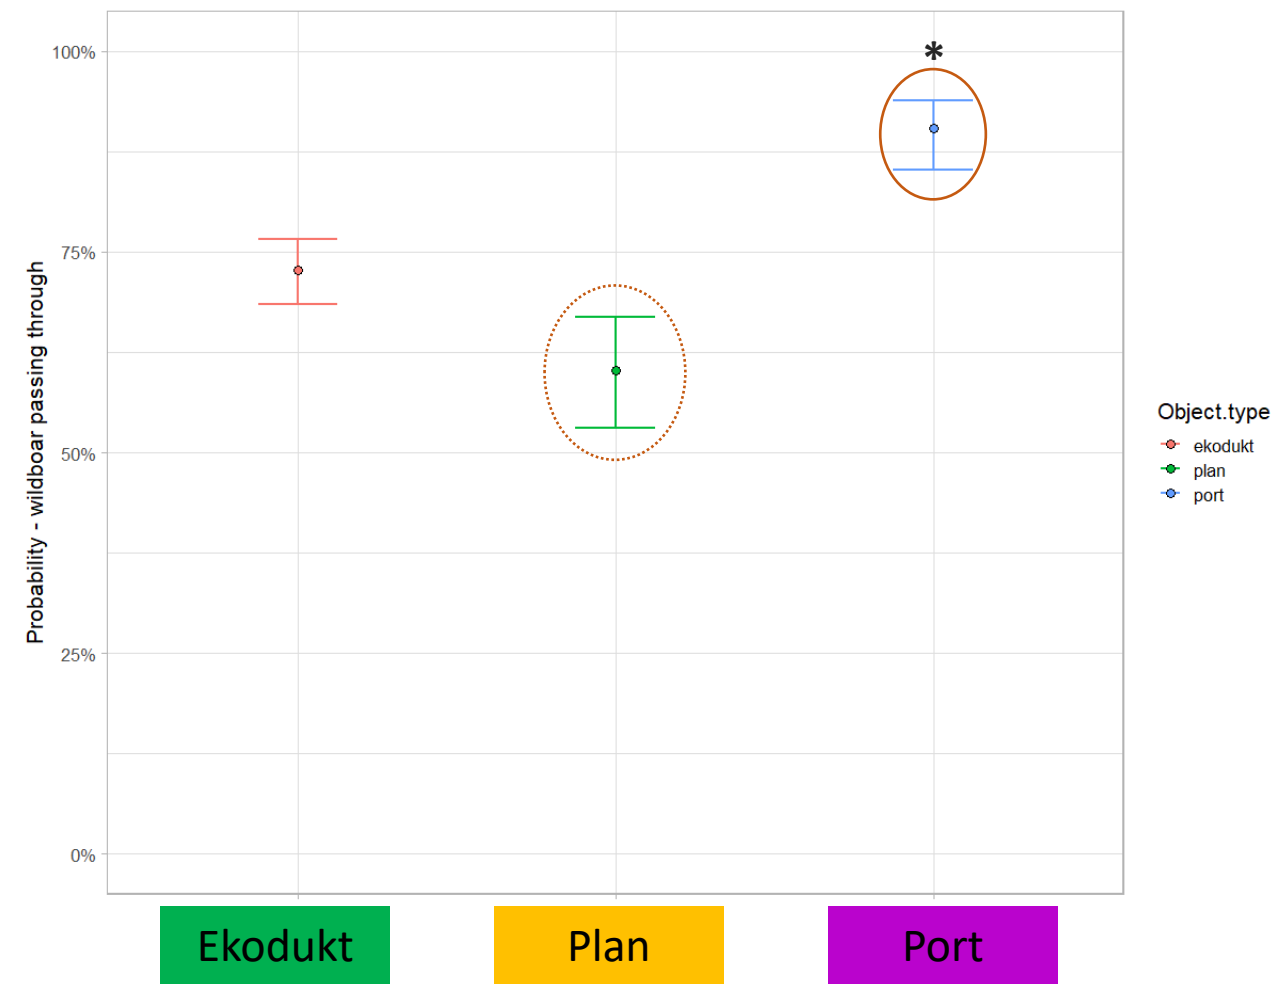 *
100%
75%
50%
25%
0%
Probability - wildboar passing through
Object.type
ekodukt
plan
port
Ekodukt
Plan
Port